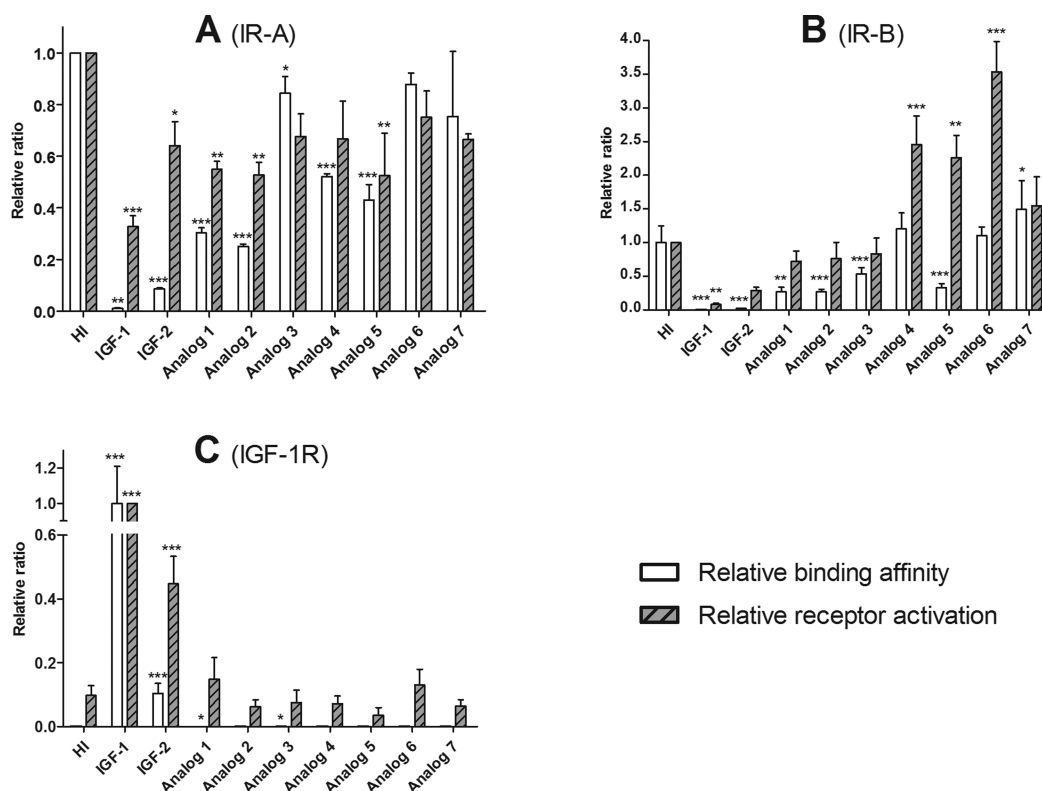 A (IR-A)
Relative ratio
1.0
0.8
0.6
0.4
0.2
0.0
** *** *** * *** ** *** ** *** * *** *** **
HI IGF-1 IGF-2 Analog 1 Analog 2 Analog 3 Analog 4 Analog 5 Analog 6 Analog 7
B (IR-B)
Relative ratio
4.0
3.5
3.0
2.5
2.0
1.5
1.0
0.5
0.0
*** ** *** ** *** *** *** *** ** *** *
HI IGF-1 IGF-2 Analog 1 Analog 2 Analog 3 Analog 4 Analog 5 Analog 6 Analog 7
C (IGF-1R)
Relative ratio
1.2
1.0
0.6
0.4
0.2
0.0
*** *** *** *** * *
HI IGF-1 IGF-2 Analog 1 Analog 2 Analog 3 Analog 4 Analog 5 Analog 6 Analog 7
Relative binding affinity
Relative receptor activation